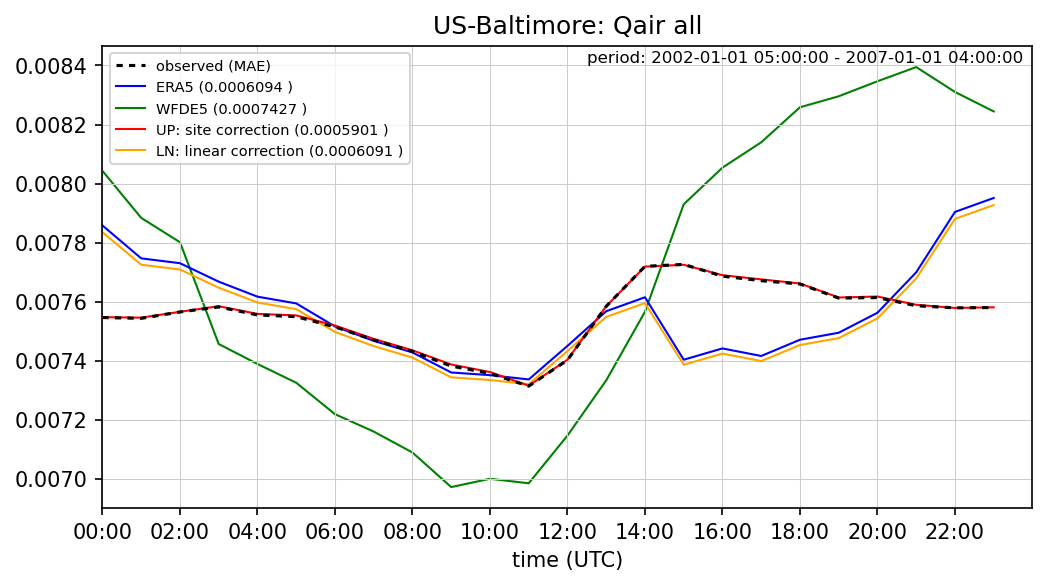 US-Baltimore: Qair all
period: 2002-01-01 05:00:00 - 2007-01-01 04:00:00
observed (MAE)
ERA5 (0.0006094 )
WFDE5 (0.0007427 )
UP: site correction (0.0005901 )
LN: linear correction (0.0006091 )
0.0084
0.0082
0.0080
0.0078
0.0076
0.0074
0.0072
0.0070
00:00 02:00 04:00 06:00 08:00 10:00 12:00 14:00 16:00 18:00 20:00 22:00
time (UTC)